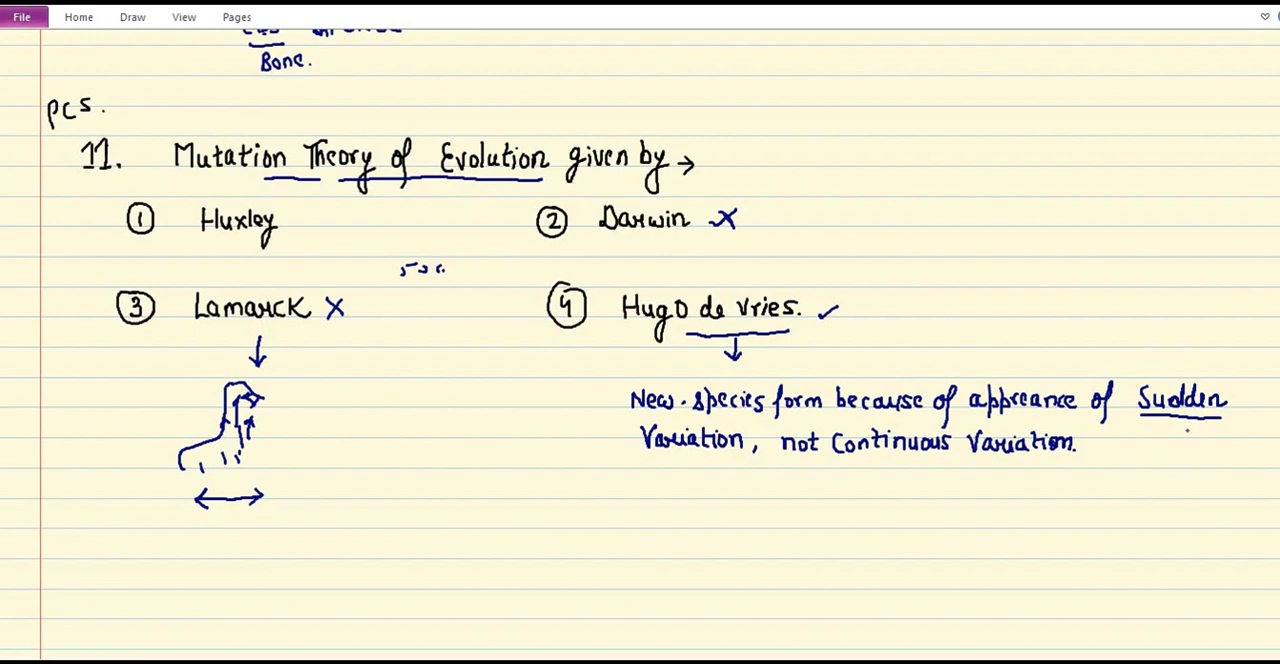 File Home Draw View Pages
Bone.
PCS.
11. Mutation Theory of Evolution given by →
① Huxley ② Darwin ✗
③ Lamarck ✗ ④ Hugo de Vries. ✓
New. species form because of appreance of Sudden
Variation, not Continuous Variation.